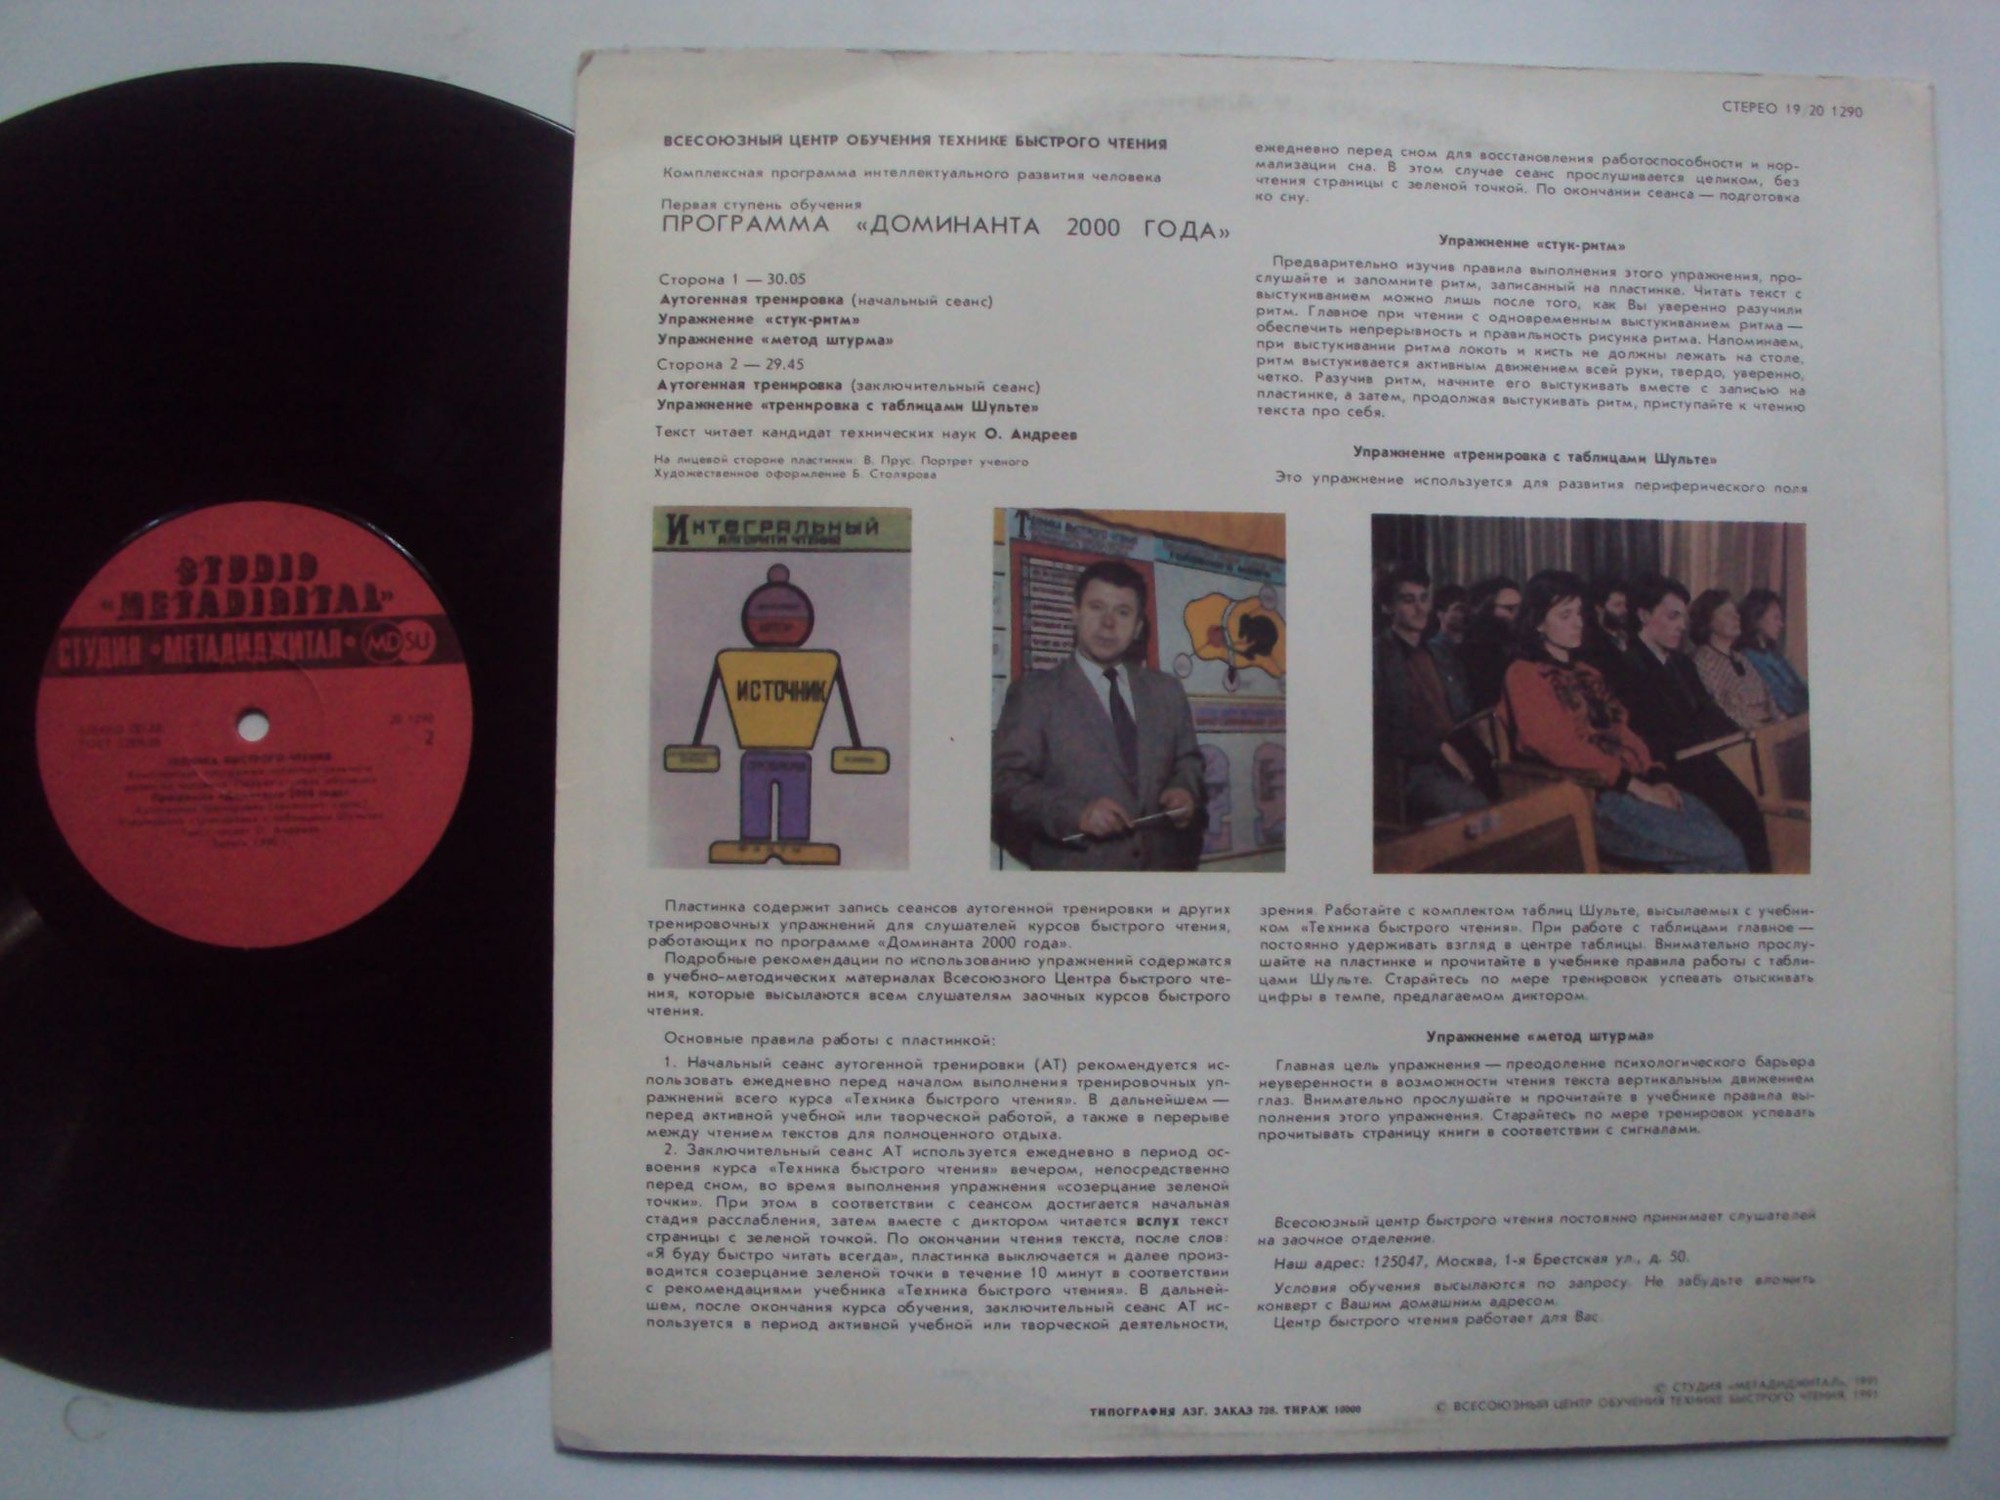 STUDIO
«METADIGITAL»
СТУДИЯ «МЕТАДИДЖИТАЛ» MD SU
20 1290
2
ТЕХНИКА БЫСТРОГО ЧТЕНИЯ
Программа «Доминанта 2000 года»
СТЕРЕО 19/20 1290
ВСЕСОЮЗНЫЙ ЦЕНТР ОБУЧЕНИЯ ТЕХНИКЕ БЫСТРОГО ЧТЕНИЯ
Комплексная программа интеллектуального развития человека
Первая ступень обучения
ПРОГРАММА «ДОМИНАНТА 2000 ГОДА»
Сторона 1 — 30.05
Аутогенная тренировка (начальный сеанс)
Упражнение «стук-ритм»
Упражнение «метод штурма»
Сторона 2 — 29.45
Аутогенная тренировка (заключительный сеанс)
Упражнение «тренировка с таблицами Шульте»
Текст читает кандидат технических наук О. Андреев
На лицевой стороне пластинки: В. Прус. Портрет ученого
Художественное оформление Б. Столярова
ИНТЕГРАЛЬНЫЙ
АЛГОРИТМ ЧТЕНИЯ
АВТОР
ИСТОЧНИК
ФАКТЫ
Пластинка содержит запись сеансов аутогенной тренировки и других
тренировочных упражнений для слушателей курсов быстрого чтения,
работающих по программе «Доминанта 2000 года».
Подробные рекомендации по использованию упражнений содержатся
в учебно-методических материалах Всесоюзного Центра быстрого чте-
ния, которые высылаются всем слушателям заочных курсов быстрого
чтения.
Основные правила работы с пластинкой:
1. Начальный сеанс аутогенной тренировки (АТ) рекомендуется ис-
пользовать ежедневно перед началом выполнения тренировочных уп-
ражнений всего курса «Техника быстрого чтения». В дальнейшем —
перед активной учебной или творческой работой, а также в перерыве
между чтением текстов для полноценного отдыха.
2. Заключительный сеанс АТ используется ежедневно в период ос-
воения курса «Техника быстрого чтения» вечером, непосредственно
перед сном, во время выполнения упражнения «созерцание зеленой
точки». При этом в соответствии с сеансом достигается начальная
стадия расслабления, затем вместе с диктором читается вслух текст
страницы с зеленой точкой. По окончании чтения текста, после слов:
«Я буду быстро читать всегда», пластинка выключается и далее произ-
водится созерцание зеленой точки в течение 10 минут в соответствии
с рекомендациями учебника «Техника быстрого чтения». В дальней-
шем, после окончания курса обучения, заключительный сеанс АТ ис-
пользуется в период активной учебной или творческой деятельности,
ежедневно перед сном для восстановления работоспособности и нор-
мализации сна. В этом случае сеанс прослушивается целиком, без
чтения страницы с зеленой точкой. По окончании сеанса — подготовка
ко сну.
Упражнение «стук-ритм»
Предварительно изучив правила выполнения этого упражнения, про-
слушайте и запомните ритм, записанный на пластинке. Читать текст с
выстукиванием можно лишь после того, как Вы уверенно разучили
ритм. Главное при чтении с одновременным выстукиванием ритма —
обеспечить непрерывность и правильность рисунка ритма. Напоминаем,
при выстукивании ритма локоть и кисть не должны лежать на столе,
ритм выстукивается активным движением всей руки, твердо, уверенно,
четко. Разучив ритм, начните его выстукивать вместе с записью на
пластинке, а затем, продолжая выстукивать ритм, приступайте к чтению
текста про себя.
Упражнение «тренировка с таблицами Шульте»
Это упражнение используется для развития периферического поля
зрения. Работайте с комплектом таблиц Шульте, высылаемых с учебни-
ком «Техника быстрого чтения». При работе с таблицами главное —
постоянно удерживать взгляд в центре таблицы. Внимательно прослу-
шайте на пластинке и прочитайте в учебнике правила работы с табли-
цами Шульте. Старайтесь по мере тренировок успевать отыскивать
цифры в темпе, предлагаемом диктором.
Упражнение «метод штурма»
Главная цель упражнения — преодоление психологического барьера
неуверенности в возможности чтения текста вертикальным движением
глаз. Внимательно прослушайте и прочитайте в учебнике правила вы-
полнения этого упражнения. Старайтесь по мере тренировок успевать
прочитывать страницу книги в соответствии с сигналами.
Всесоюзный центр быстрого чтения постоянно принимает слушателей
на заочное отделение.
Наш адрес: 125047, Москва, 1-я Брестская ул., д. 50.
Условия обучения высылаются по запросу. Не забудьте вложить
конверт с Вашим домашним адресом.
Центр быстрого чтения работает для Вас.
© СТУДИЯ «МЕТАДИДЖИТАЛ», 1991
© ВСЕСОЮЗНЫЙ ЦЕНТР ОБУЧЕНИЯ ТЕХНИКЕ БЫСТРОГО ЧТЕНИЯ, 1991
ТИПОГРАФИЯ АЗГ. ЗАКАЗ 728. ТИРАЖ 10000